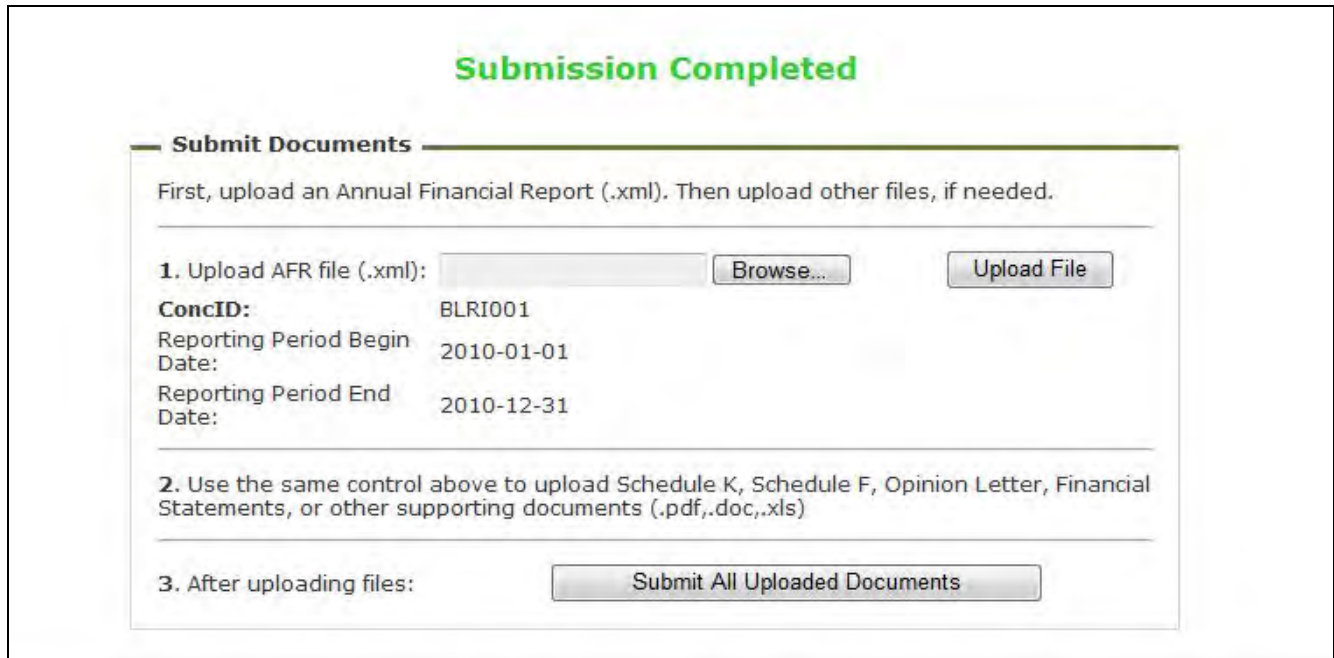 Submission Completed
Submit Documents
First, upload an Annual Financial Report (.xml). Then upload other files, if needed.
1. Upload AFR file (.xml): Browse... Upload File
ConcID: BLRI001
Reporting Period Begin
Date: 2010-01-01
Reporting Period End
Date: 2010-12-31
2. Use the same control above to upload Schedule K, Schedule F, Opinion Letter, Financial
Statements, or other supporting documents (.pdf,.doc,.xls)
3. After uploading files: Submit All Uploaded Documents